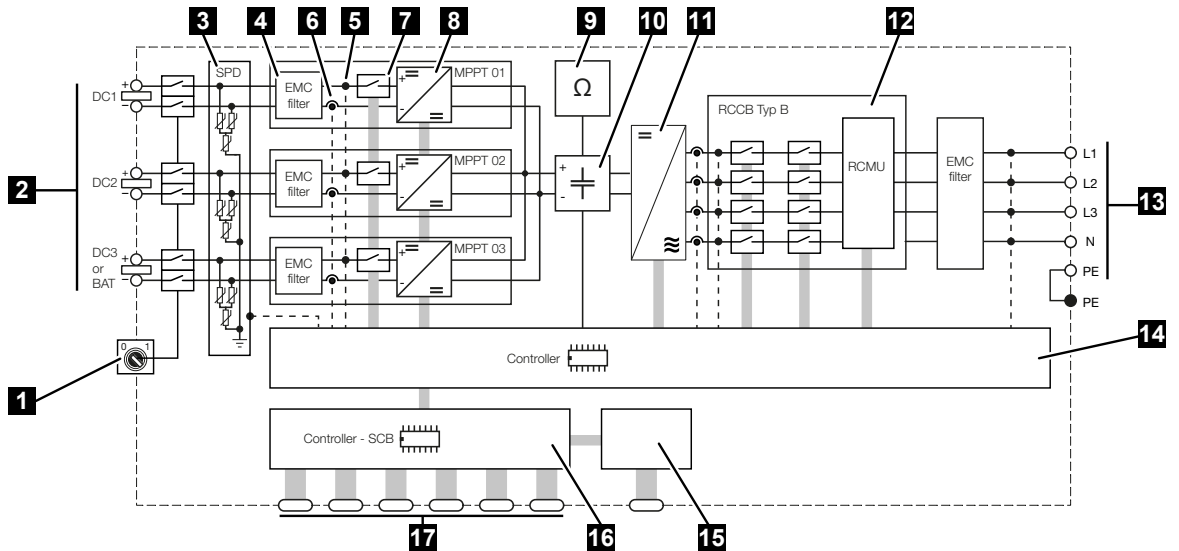 3
4
6
5
7
8
9
10
11
12
SPD
MPPT 01
EMC
filter
+
=
-
=
DC1
+
-
Ω
RCCB Typ B
=
≋
RCMU
EMC
filter
L1
L2
L3
N
PE
PE
13
2
DC2
+
-
MPPT 02
EMC
filter
+
=
-
=
+
-
DC3
or
BAT
+
-
MPPT 03
EMC
filter
+
=
-
=
0 1
1
Controller
14
Controller - SCB
17
16
15